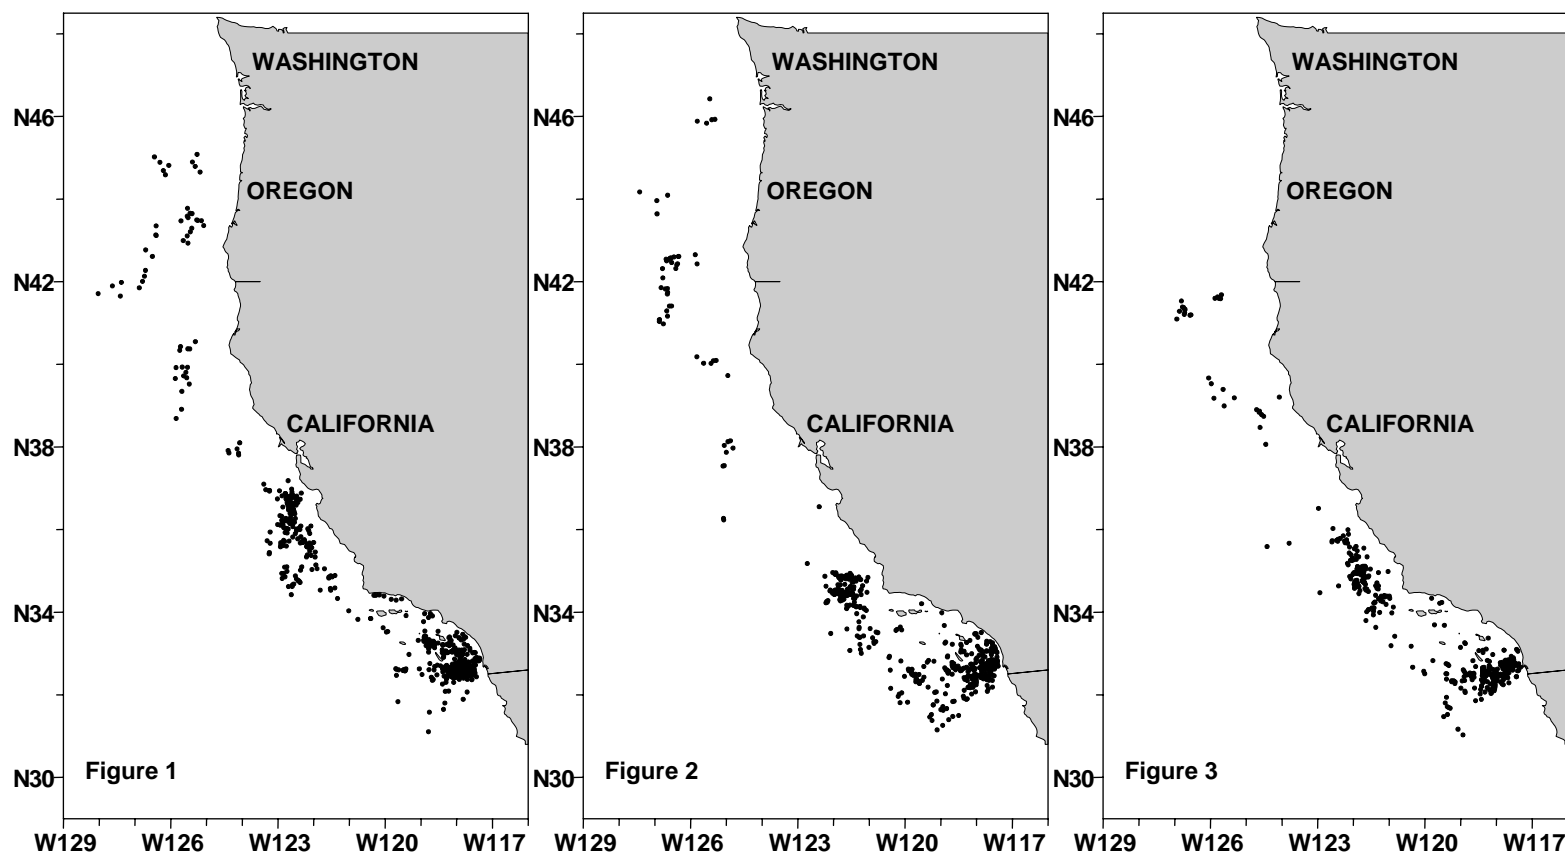 WASHINGTON
N46
OREGON
N42
CALIFORNIA
N38
N34
Figure 1
N30
W129 W126 W123 W120 W117
WASHINGTON
N46
OREGON
N42
CALIFORNIA
N38
N34
Figure 2
N30
W129 W126 W123 W120 W117
WASHINGTON
N46
OREGON
N42
CALIFORNIA
N38
N34
Figure 3
N30
W129 W126 W123 W120 W117